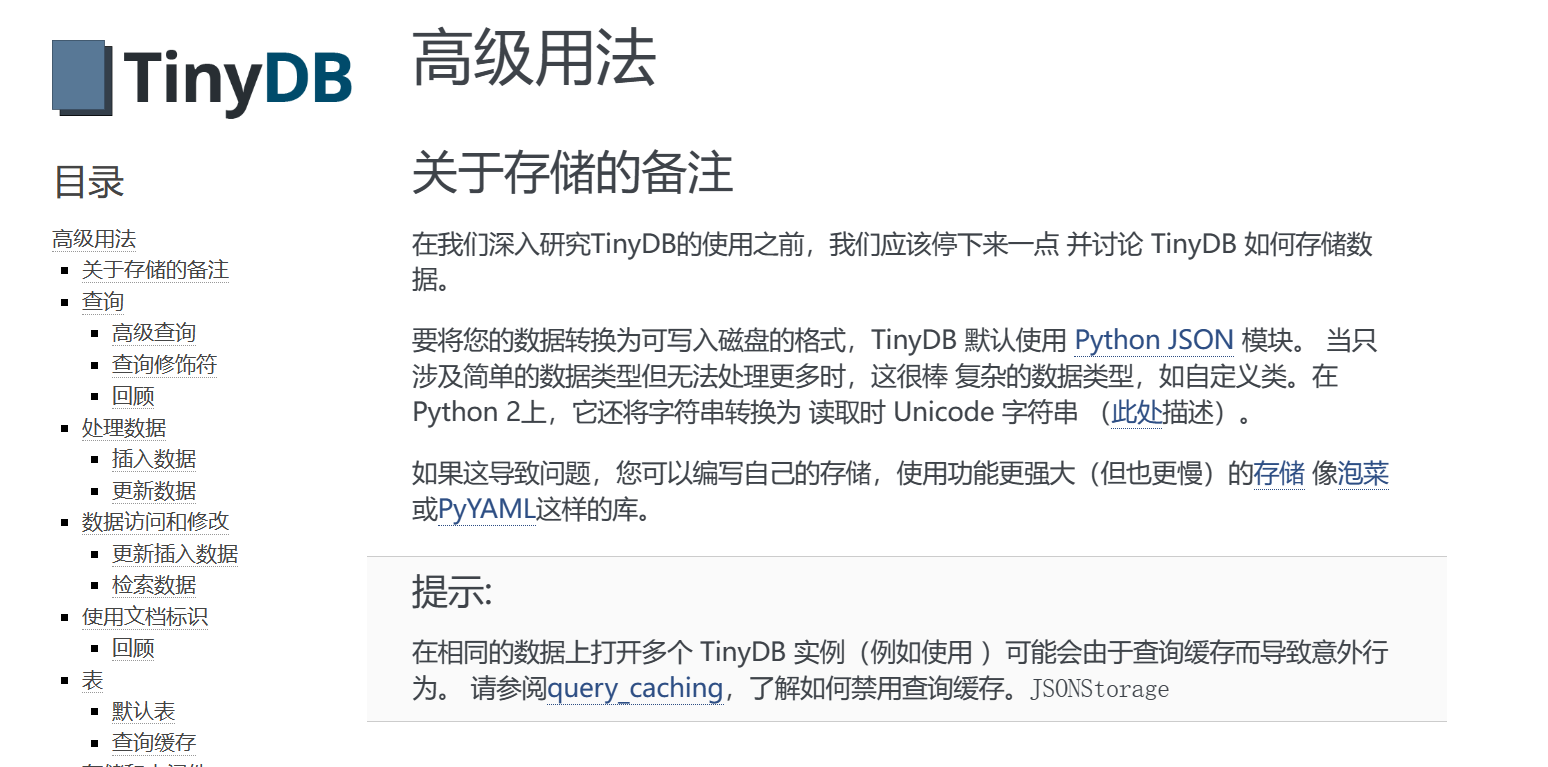 TinyDB
目录
高级用法
关于存储的备注
查询
高级查询
查询修饰符
回顾
处理数据
插入数据
更新数据
数据访问和修改
更新插入数据
检索数据
使用文档标识
回顾
表
默认表
查询缓存
高级用法
关于存储的备注
在我们深入研究TinyDB的使用之前，我们应该停下来一点 并讨论 TinyDB 如何存储数
据。
要将您的数据转换为可写入磁盘的格式，TinyDB 默认使用 Python JSON 模块。 当只
涉及简单的数据类型但无法处理更多时，这很棒 复杂的数据类型，如自定义类。在
Python 2上，它还将字符串转换为 读取时 Unicode 字符串 （此处描述）。
如果这导致问题，您可以编写自己的存储，使用功能更强大（但也更慢）的存储 像泡菜
或PyYAML这样的库。
提示:
在相同的数据上打开多个 TinyDB 实例（例如使用 ）可能会由于查询缓存而导致意外行
为。 请参阅query_caching，了解如何禁用查询缓存。JSONStorage